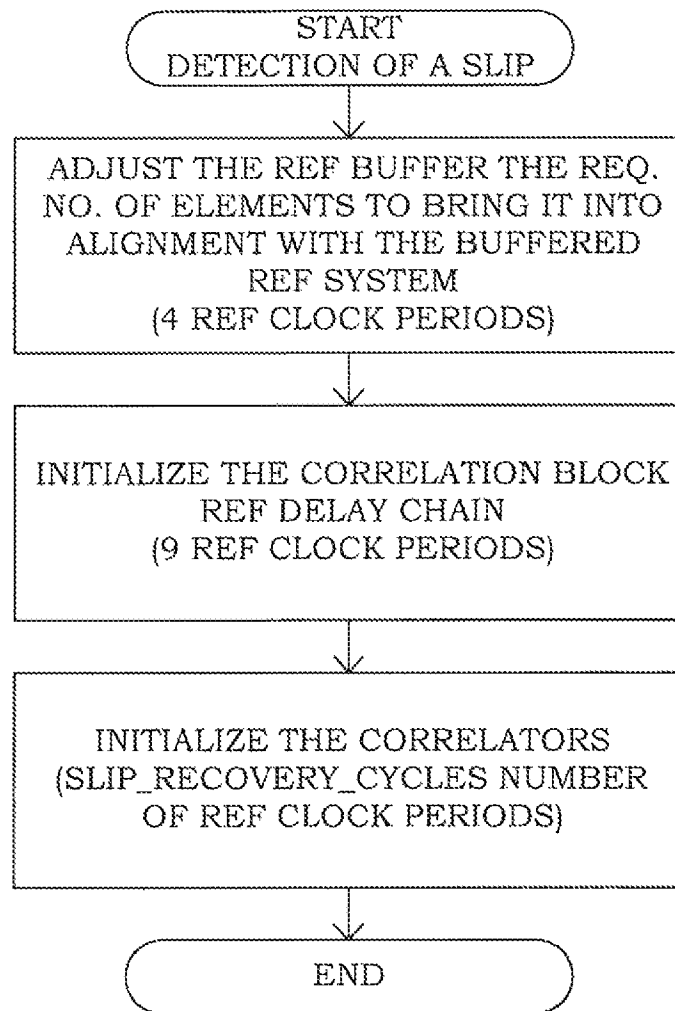 START
DETECTION OF A SLIP
ADJUST THE REF BUFFER THE REQ.
NO. OF ELEMENTS TO BRING IT INTO
ALIGNMENT WITH THE BUFFERED
REF SYSTEM
(4 REF CLOCK PERIODS)
INITIALIZE THE CORRELATION BLOCK
REF DELAY CHAIN
(9 REF CLOCK PERIODS)
INITIALIZE THE CORRELATORS
(SLIP_RECOVERY_CYCLES NUMBER
OF REF CLOCK PERIODS)
END